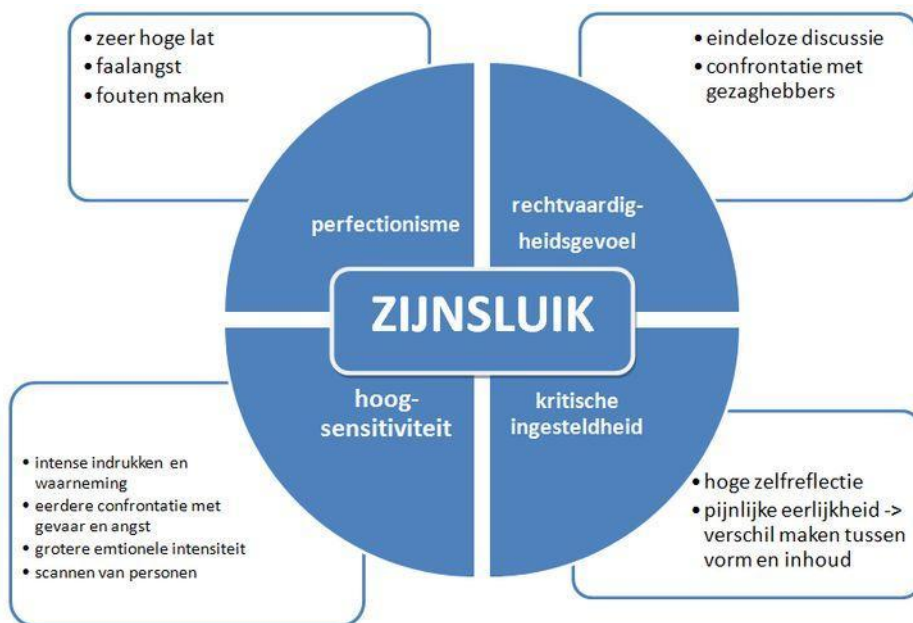 • zeer hoge lat
• faalangst
• fouten maken
• eindeloze discussie
• confrontatie met
gezaghebbers
perfectionisme
rechtvaardig-
heidsgevoel
ZIJNSLUIK
hoog-
sensitiviteit
kritische
ingesteldheid
• intense indrukken en
waarneming
• eerdere confrontatie met
gevaar en angst
• grotere emtionele intensiteit
• scannen van personen
• hoge zelfreflectie
• pijnlijke eerlijkheid ->
verschil maken tussen
vorm en inhoud